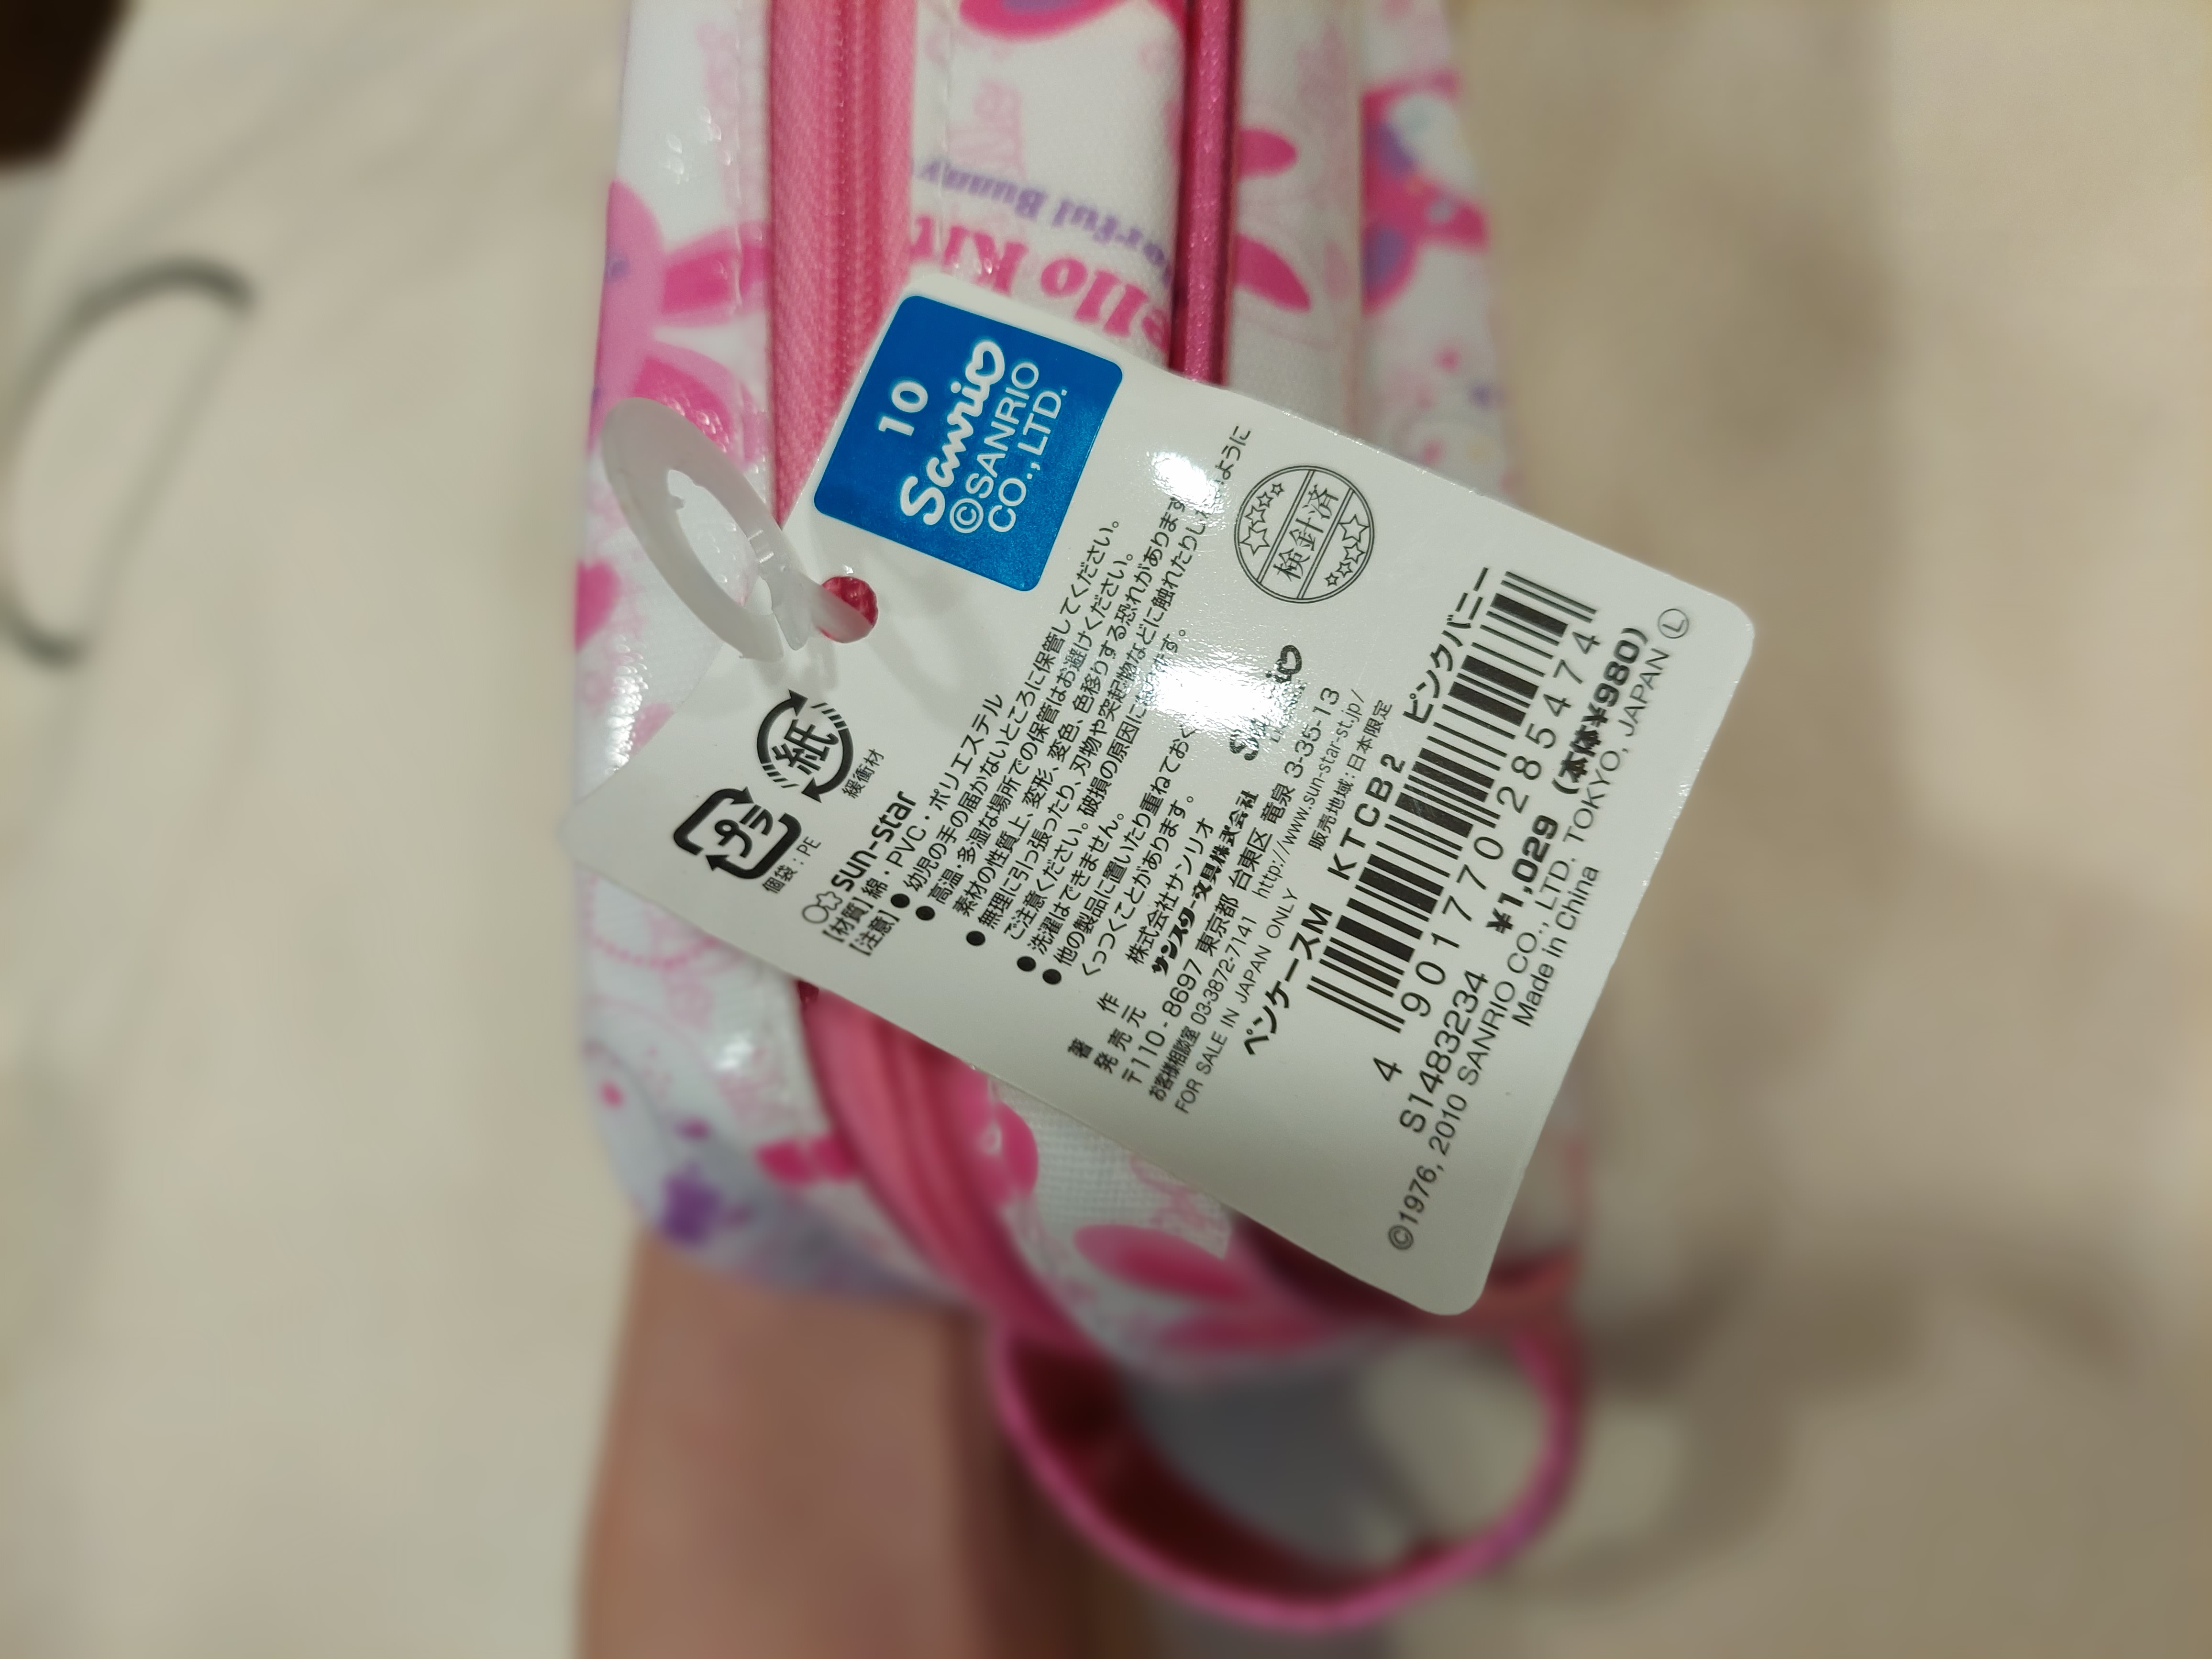 10
Sanrio
©SANRIO
CO., LTD.
プラ
個袋：PE
紙
緩衝材
sun-star
【材質】綿・PVC・ポリエステル
【注意】●幼児の手の届かないところに保管してください。
●高温・多湿な場所での保管はお避けください。
素材の性質上、変形、変色、色移りする恐れがあります
●無理に引っ張ったり、刃物や突起物などに触れたりし ように
ご注意ください。破損の原因に です。
●洗濯はできません。
●他の製品に置いたり重ねておく
くっつくことがあります。
検針済
著作 株式会社サンリオ
発売元 サンスター文具株式会社
〒110-8697 東京都 台東区 竜泉 3-35-13
お客様相談室 03-3872-7141 http://www.sun-star-st.jp/
FOR SALE IN JAPAN ONLY 販売地域：日本限定
ペンケースM KTCB2 ピンクバニー
4 901770 285474
S1483234 ¥1,029 (本体¥980)
©1976, 2010 SANRIO CO., LTD. TOKYO, JAPAN Ⓛ
Made in China
ello Kit
orful Bunny